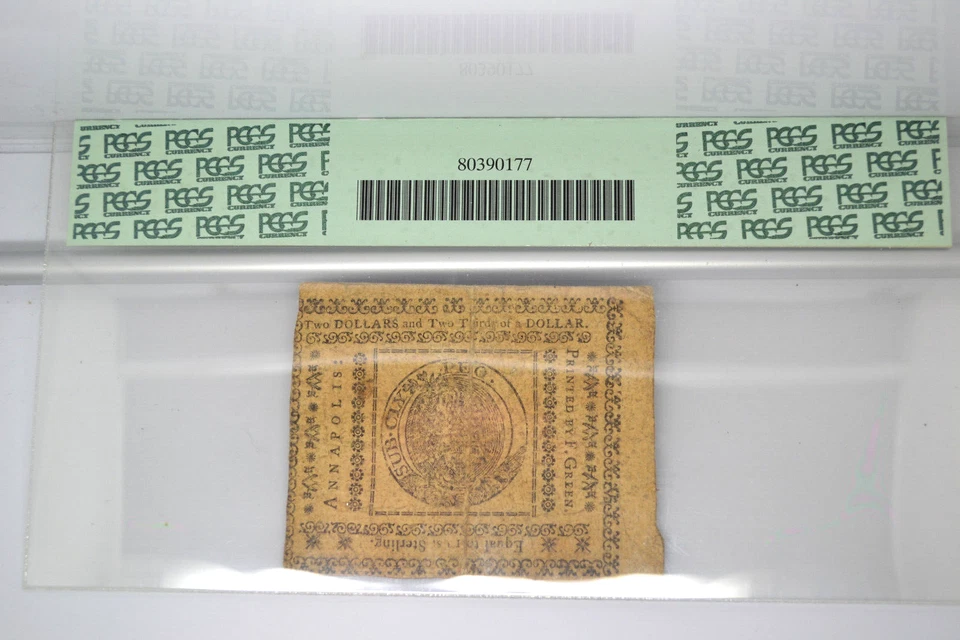 PCGS CURRENCY
80390177
Two DOLLARS and Two Thirds of a DOLLAR.
ANNAPOLIS:
SUB·CLYPEO.
PRINTED BY F. GREEN.
Equal to Sterling.